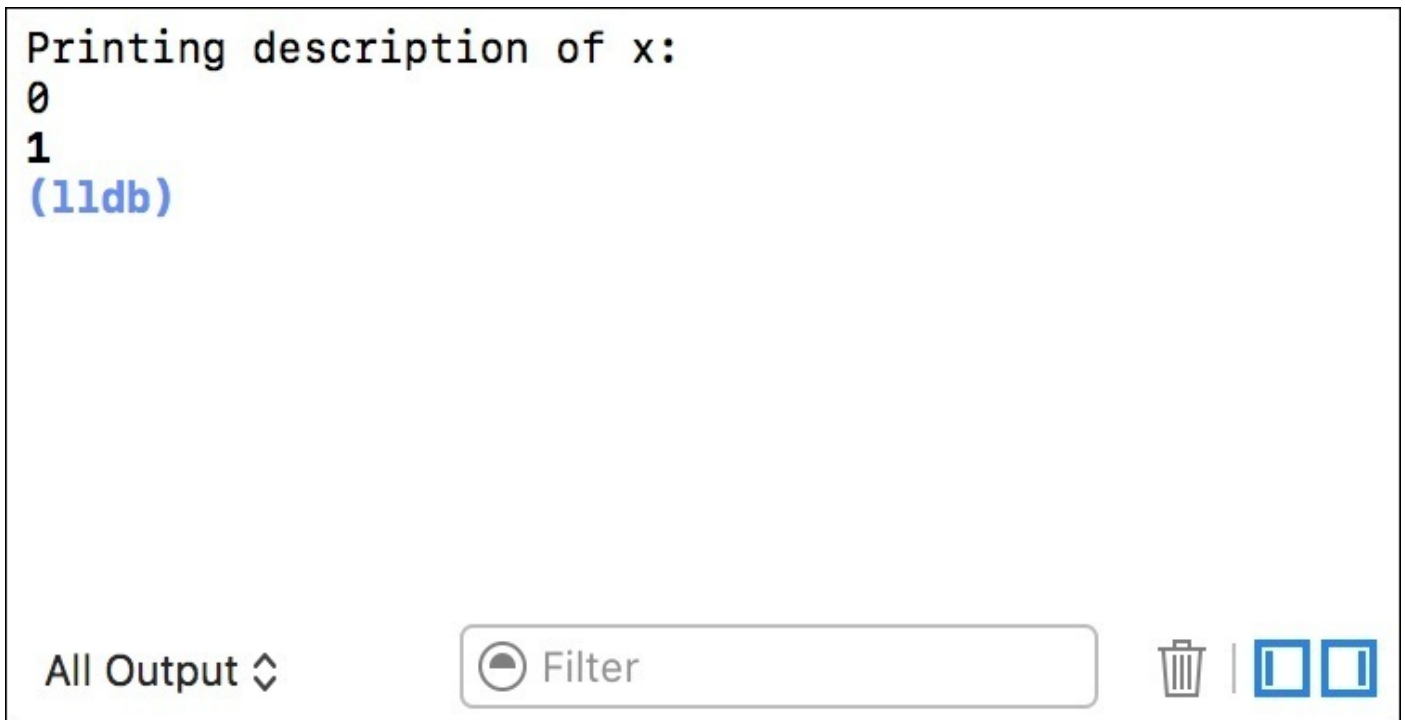 Printing description of x:
0
1
(lldb)
All Output
Filter